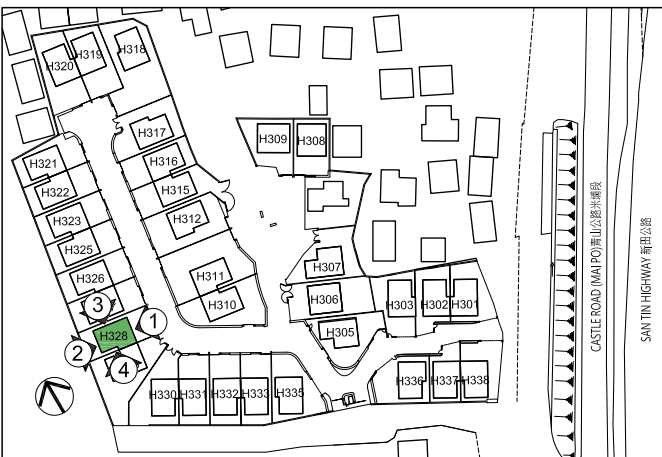 H318
H319
H320
H317
H309
H308
H321
H316
H322
H315
H323
H312
H325
H307
H311
H326
H310
H306
H303
H302
H301
3
1
H328
H305
2
4
H336
H337
H338
H330
H331
H332
H333
H335
CASTLE ROAD (MAI PO)青山公路米埔段
SAN TIN HIGHWAY 新田公路